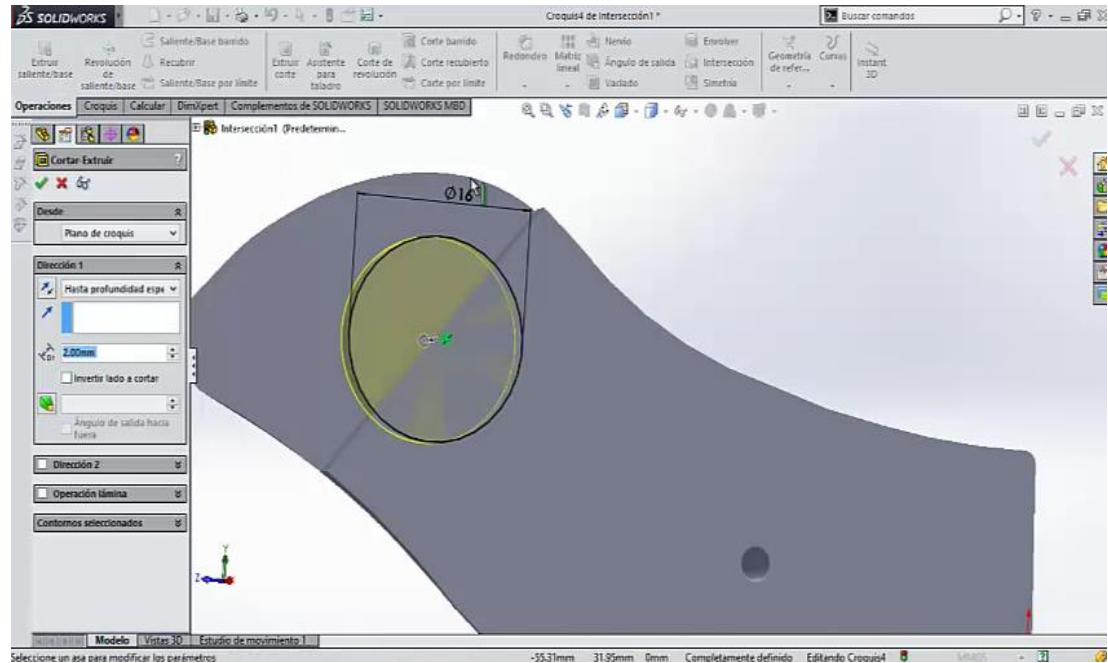 SOLIDWORKS
Croquis4 de Intersección1 *
Buscar comandos
Extruir saliente/base
Revolución de saliente/base
Saliente/Base barrido
Recubrir
Saliente/Base por límite
Extruir corte
Asistente para taladro
Corte de revolución
Corte barrido
Corte recubierto
Corte por límite
Redondeo
Matriz lineal
Nervio
Ángulo de salida
Vaciado
Envolver
Intersección
Simetría
Geometría de refer...
Curvas
Instant 3D
Operaciones
Croquis
Calcular
DimXpert
Complementos de SOLIDWORKS
SOLIDWORKS MBD
Intersección1 (Predetermin...
Cortar-Extruir
?
Desde
Plano de croquis
Dirección 1
Hasta profundidad espe
2.00mm
Invertir lado a cortar
Ángulo de salida hacia fuera
Dirección 2
Operación lámina
Contornos seleccionados
Ø16
Y
Z
Modelo
Vistas 3D
Estudio de movimiento 1
Seleccione un asa para modificar los parámetros
-55.31mm
31.95mm
0mm
Completamente definido
Editando Croquis4
MMGS